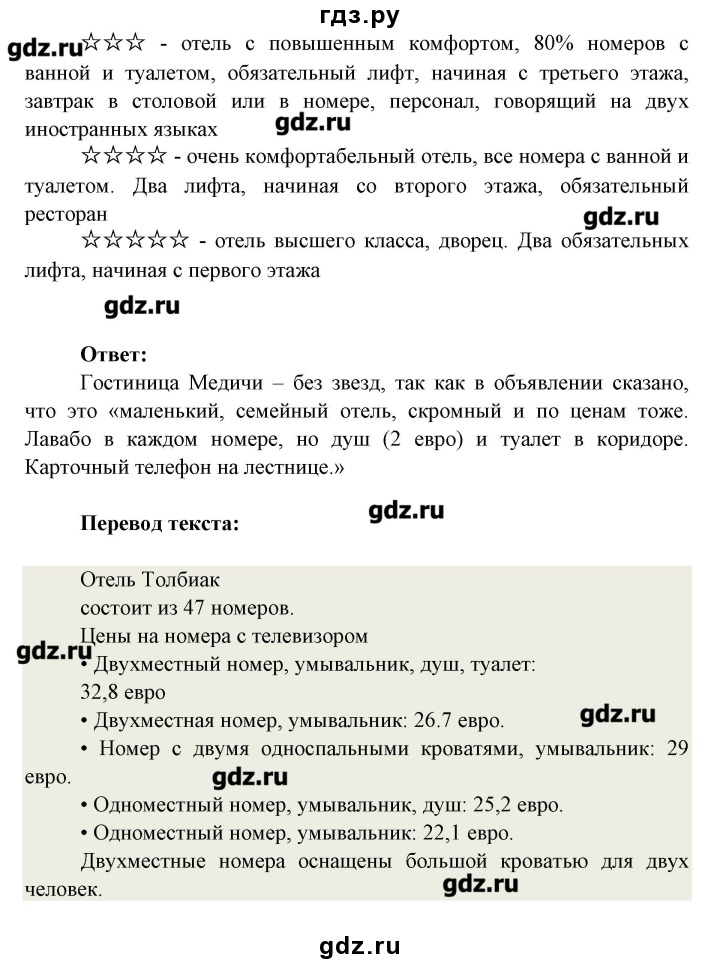 гдз.ру
gdz.ru
☆☆☆ - отель с повышенным комфортом, 80% номеров с
ванной и туалетом, обязательный лифт, начиная с третьего этажа,
завтрак в столовой или в номере, персонал, говорящий на двух
иностранных языках
gdz.ru
☆☆☆☆ - очень комфортабельный отель, все номера с ванной и
туалетом. Два лифта, начиная со второго этажа, обязательный
ресторан
gdz.ru
☆☆☆☆☆ - отель высшего класса, дворец. Два обязательных
лифта, начиная с первого этажа
gdz.ru
Ответ:
Гостиница Медичи – без звезд, так как в объявлении сказано,
что это «маленький, семейный отель, скромный и по ценам тоже.
Лавабо в каждом номере, но душ (2 евро) и туалет в коридоре.
Карточный телефон на лестнице.»
gdz.ru
Перевод текста:
Отель Толбиак
состоит из 47 номеров.
Цены на номера с телевизором
gdz.ru
• Двухместный номер, умывальник, душ, туалет:
32,8 евро
• Двухместная номер, умывальник: 26.7 евро.
gdz.ru
• Номер с двумя односпальными кроватями, умывальник: 29
евро.
gdz.ru
• Одноместный номер, умывальник, душ: 25,2 евро.
• Одноместный номер, умывальник: 22,1 евро.
Двухместные номера оснащены большой кроватью для двух
человек.
gdz.ru
gdz.ru